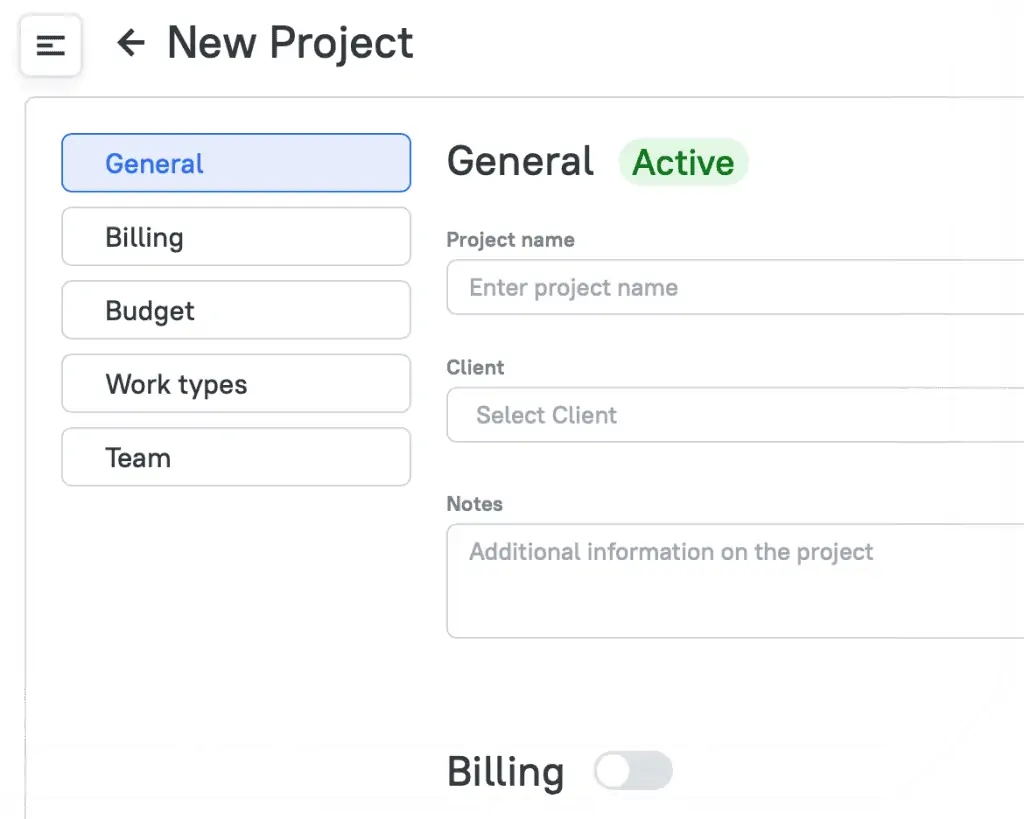 New Project
General
Billing
Budget
Work types
Team
General Active
Project name
Enter project name
Client
Select Client
Notes
Additional information on the project
Billing